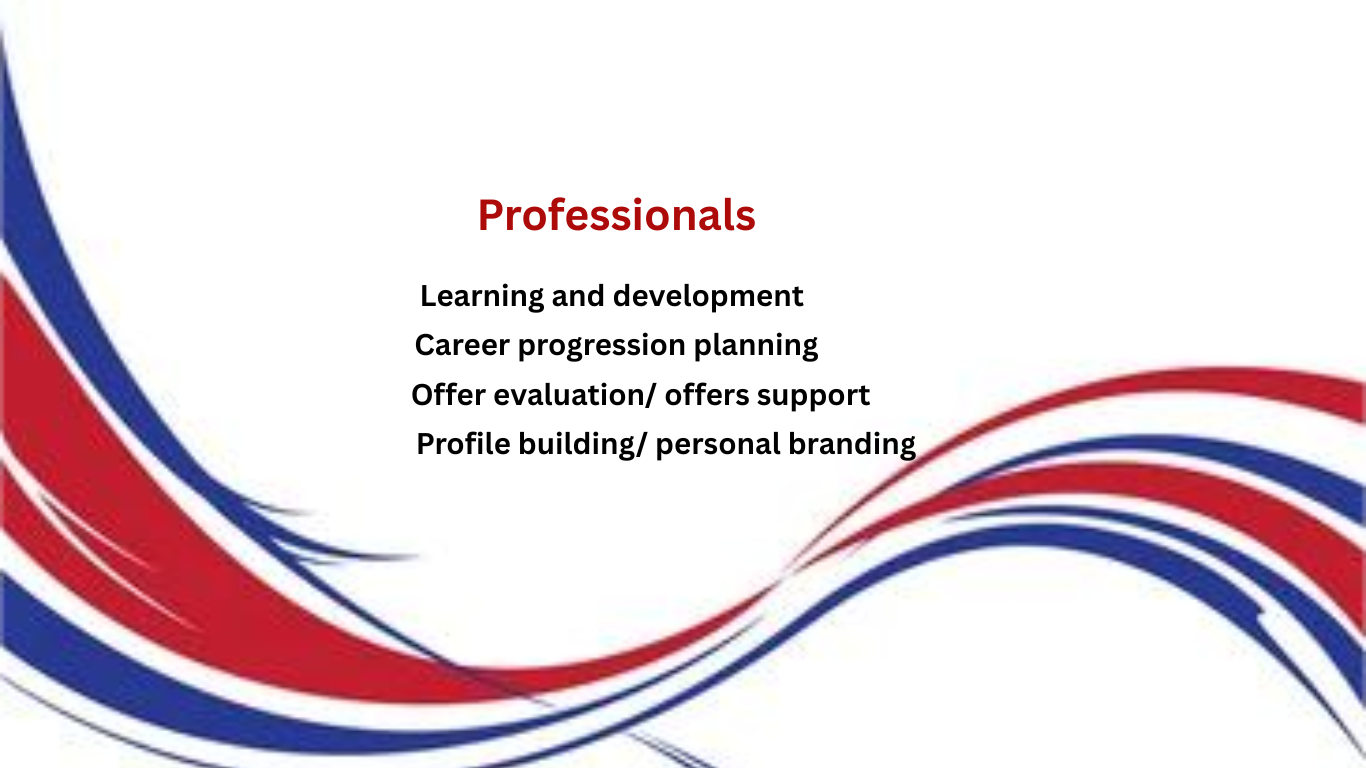 Professionals
Learning and development
Career progression planning
Offer evaluation/ offers support
Profile building/ personal branding